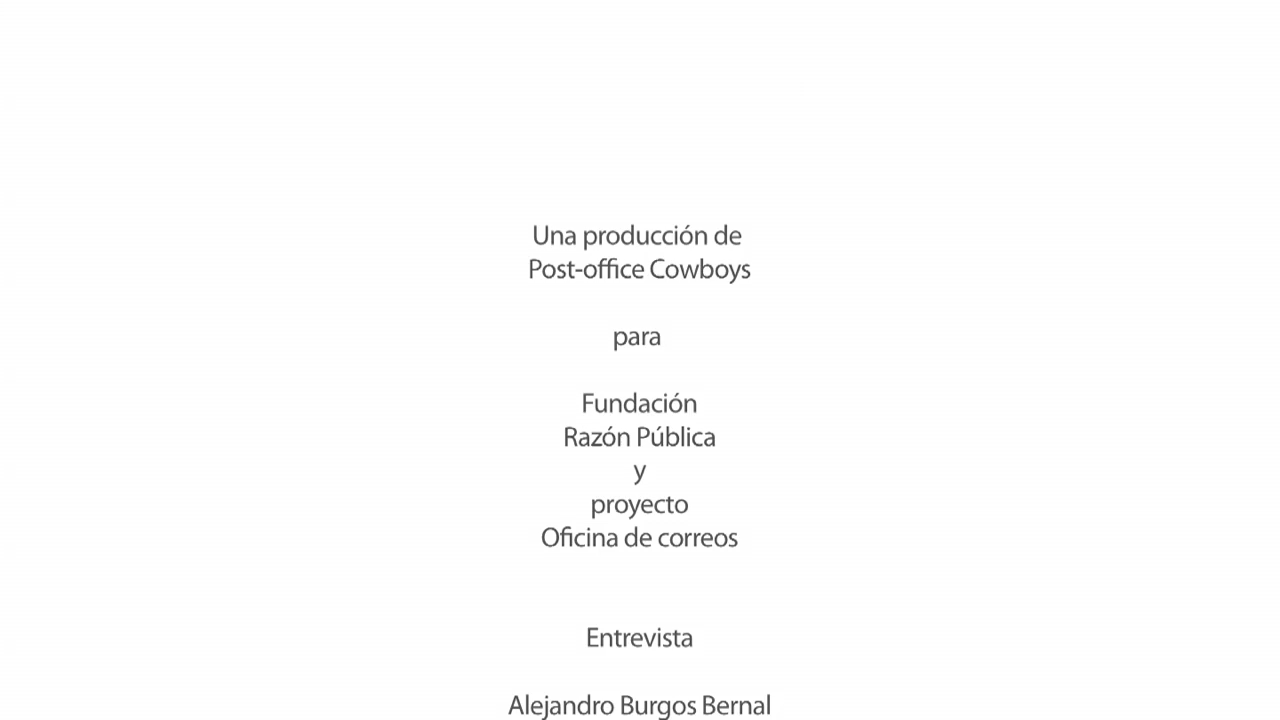 Una producción de
Post-office Cowboys
para
Fundación
Razón Pública
y
proyecto
Oficina de correos
Entrevista
Alejandro Burgos Bernal